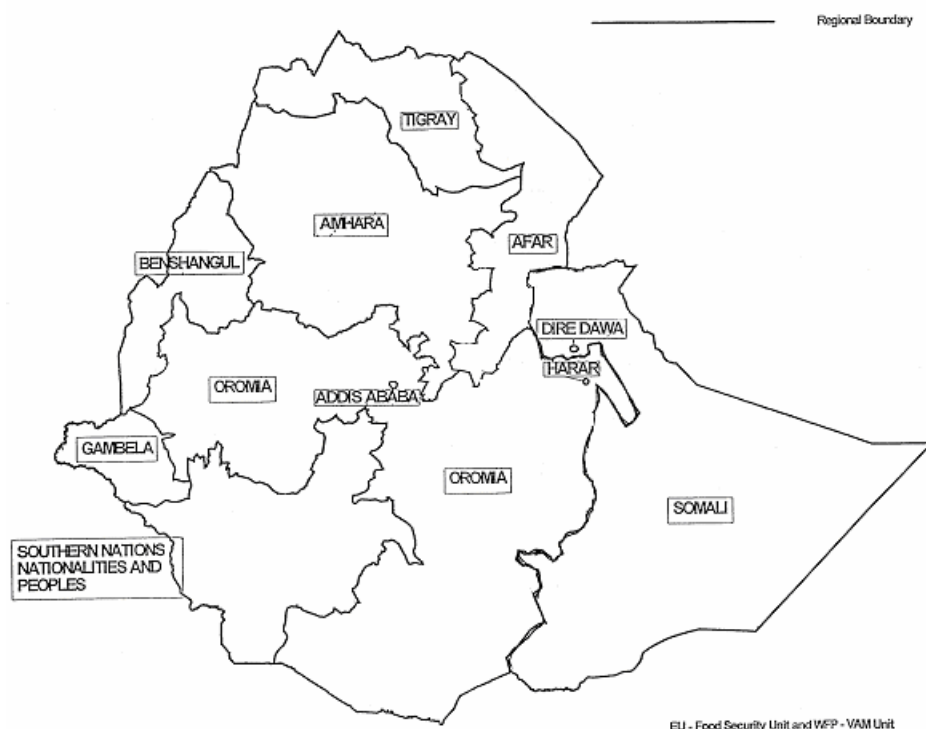 Regional Boundary
TIGRAY
AMHARA
AFAR
BENSHANGUL
DIRE DAWA
HARAR
OROMIA
ADDIS ABABA
GAMBELA
OROMIA
SOMALI
SOUTHERN NATIONS
NATIONALITIES AND
PEOPLES
EU - Food Security Unit and WFP - VAM Unit